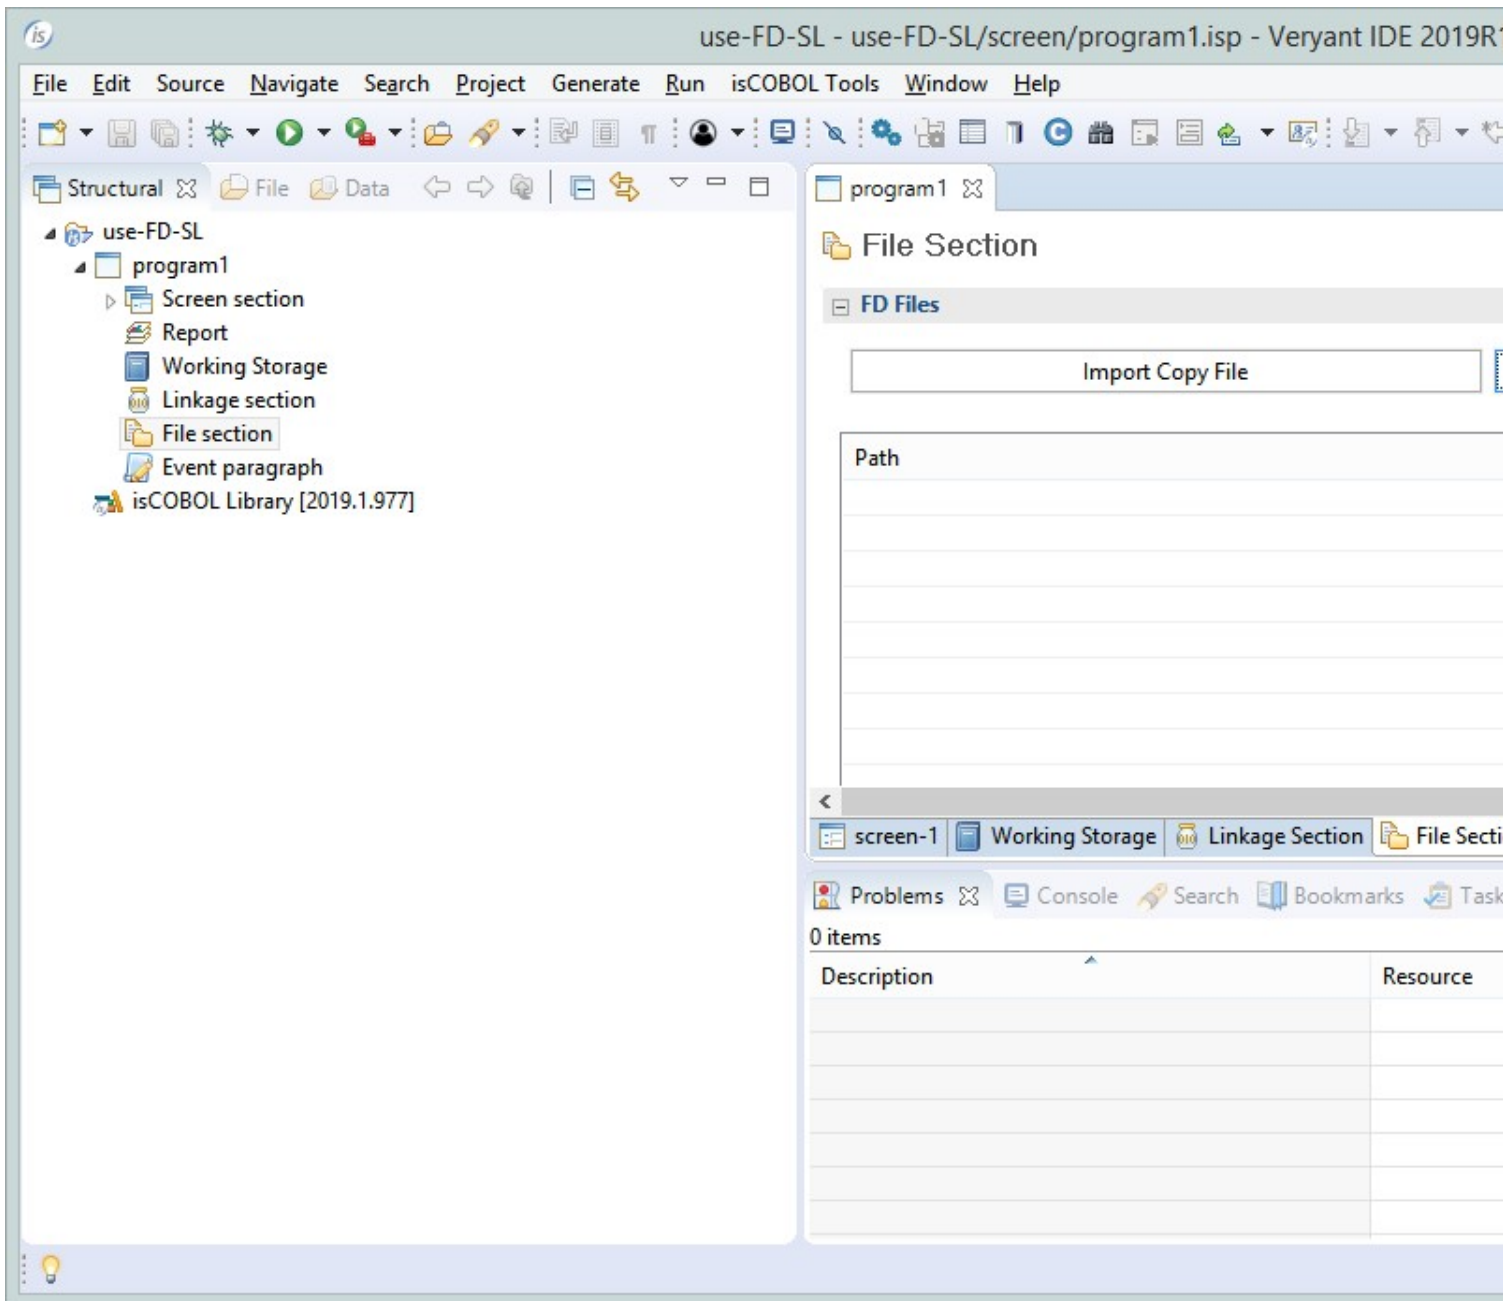 is
use-FD-SL - use-FD-SL/screen/program1.isp - Veryant IDE 2019R1
File Edit Source Navigate Search Project Generate Run isCOBOL Tools Window Help
Structural File Data
use-FD-SL
program1
Screen section
Report
Working Storage
Linkage section
File section
Event paragraph
isCOBOL Library [2019.1.977]
program1
File Section
FD Files
Import Copy File
Path
screen-1 Working Storage Linkage Section File Secti
Problems Console Search Bookmarks Task
0 items
Description Resource